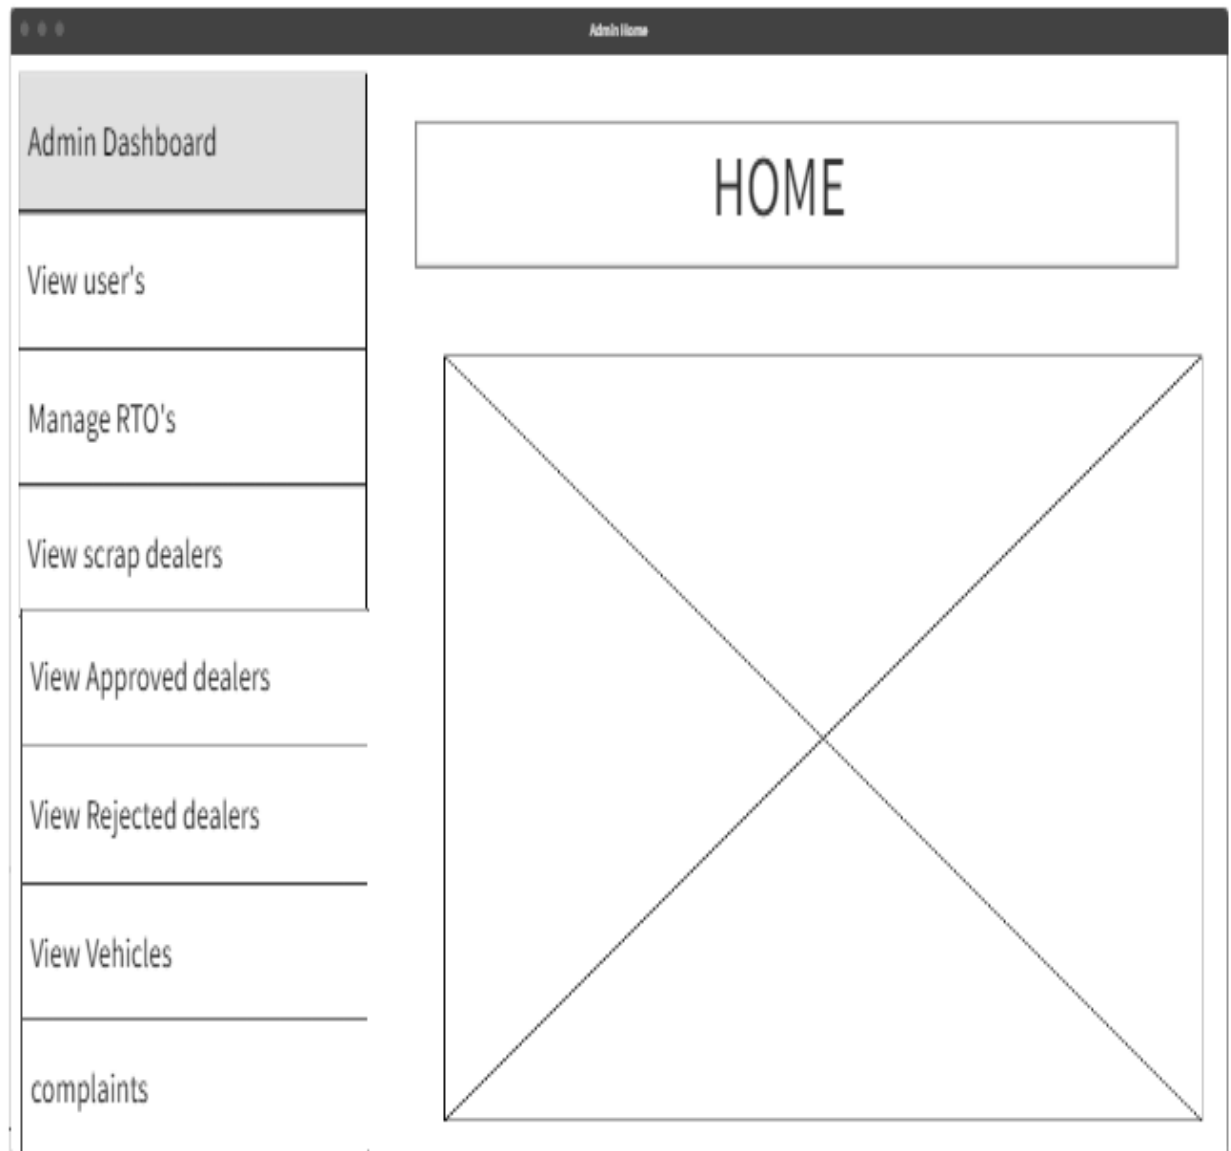 Admin Home
Admin Dashboard
HOME
View user's
Manage RTO's
View scrap dealers
View Approved dealers
View Rejected dealers
View Vehicles
complaints